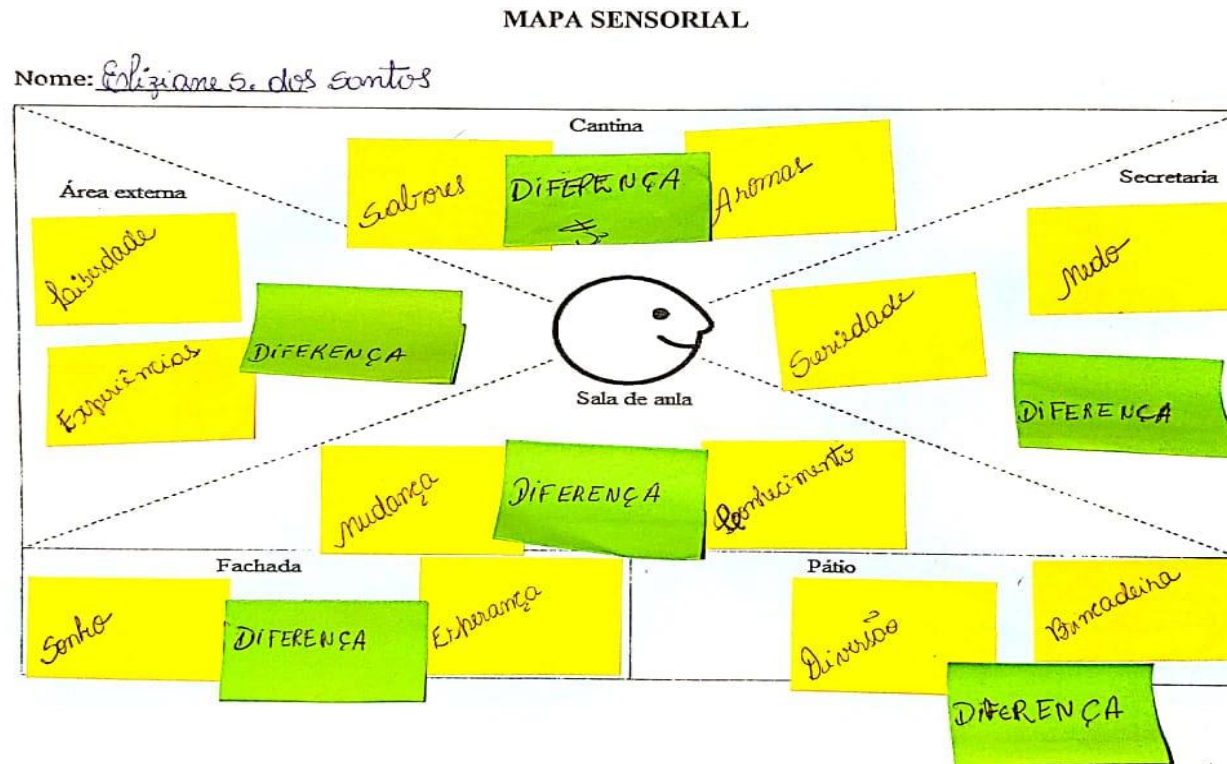 MAPA SENSORIAL
Nome: Eliziane S. dos Santos
Cantina
Sabores
DIFERENÇA
Aromas
Área externa
Liberdade
DIFERENÇA
Experiências
Secretaria
Medo
Seriedade
DIFERENÇA
Sala de aula
Mudança
DIFERENÇA
Conhecimento
Fachada
Sonho
DIFERENÇA
Esperança
Pátio
Diversão
Brincadeira
DIFERENÇA